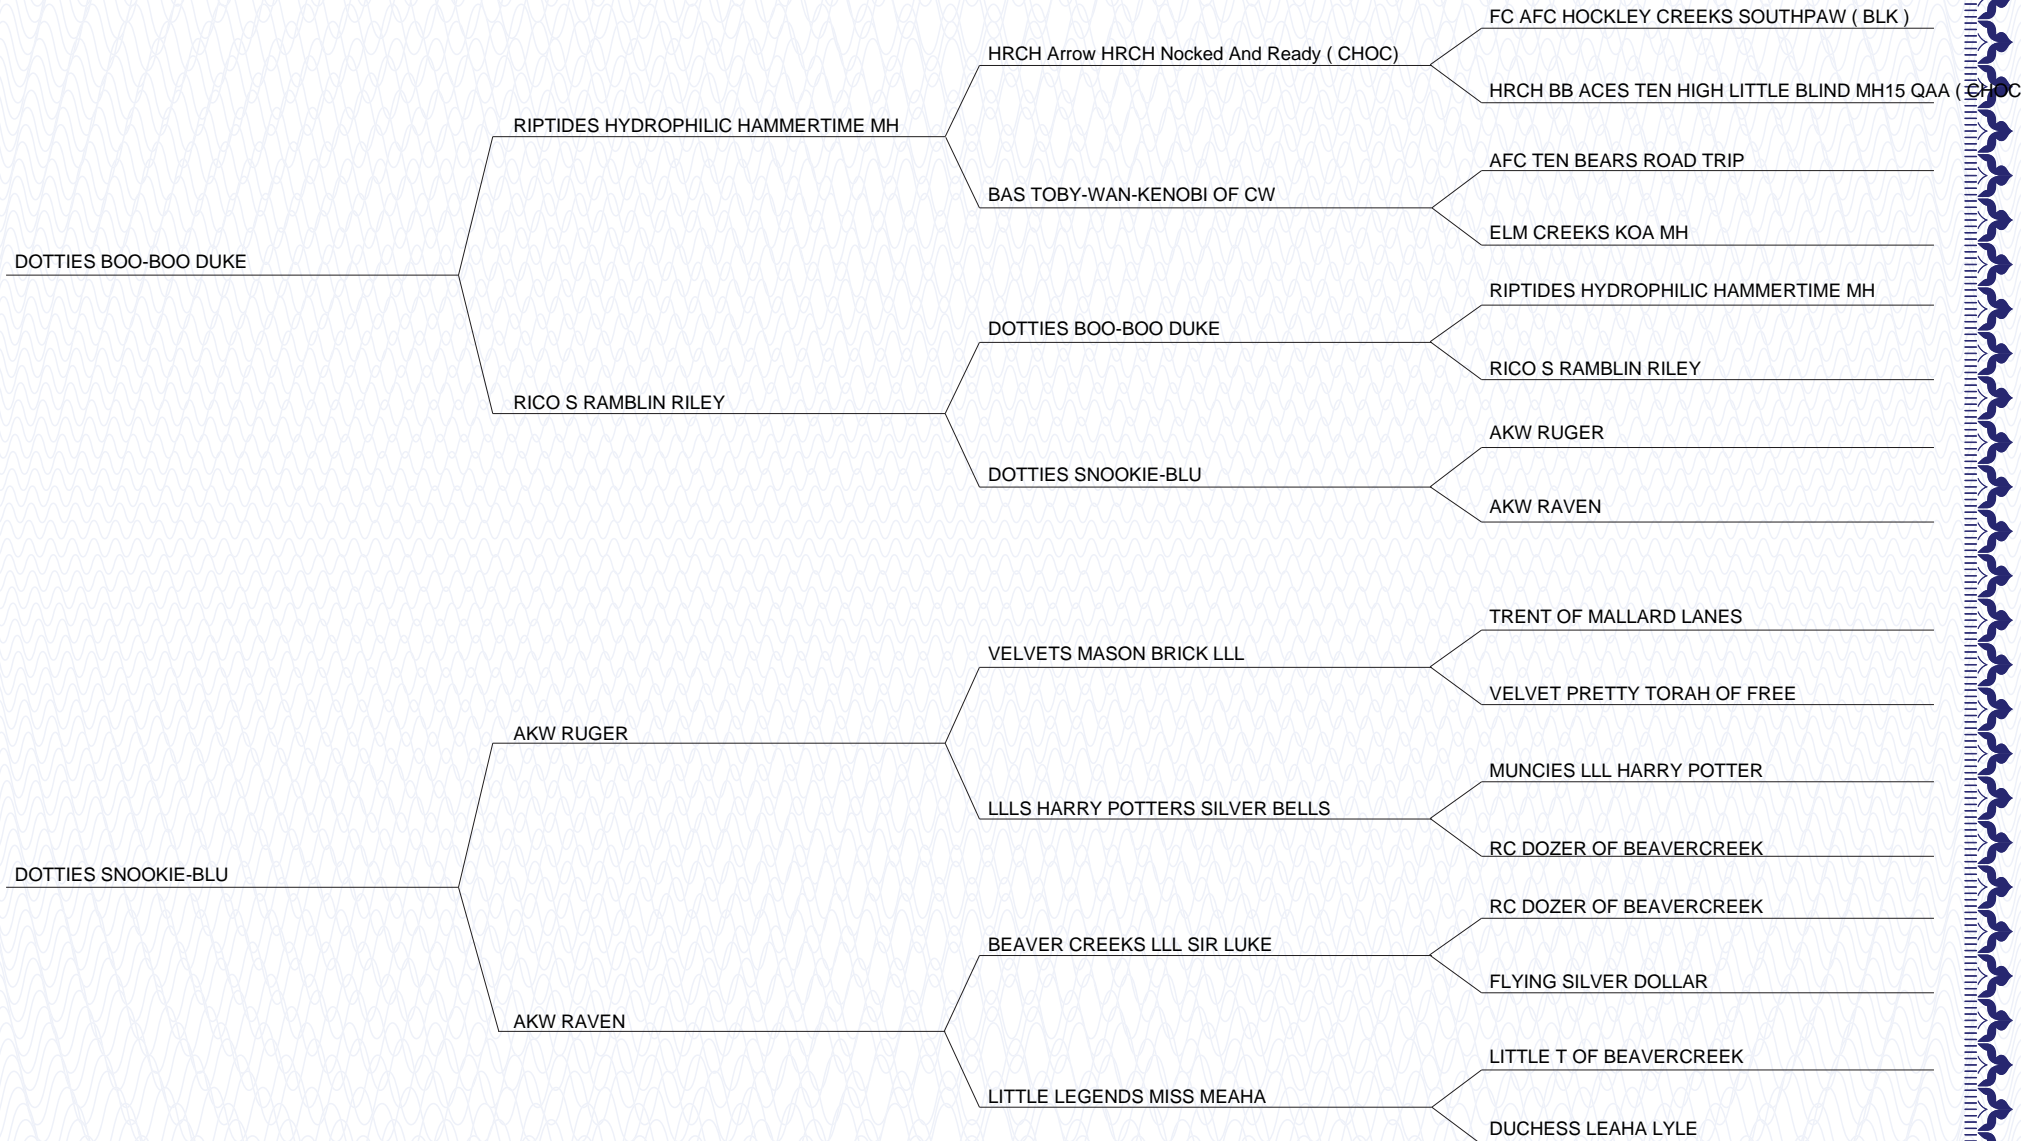 FC AFC HOCKLEY CREEKS SOUTHPAW ( BLK )
HRCH Arrow HRCH Nocked And Ready ( CHOC)
HRCH BB ACES TEN HIGH LITTLE BLIND MH15 QAA ( CHOC
RIPTIDES HYDROPHILIC HAMMERTIME MH
AFC TEN BEARS ROAD TRIP
BAS TOBY-WAN-KENOBI OF CW
ELM CREEKS KOA MH
DOTTIES BOO-BOO DUKE
RIPTIDES HYDROPHILIC HAMMERTIME MH
DOTTIES BOO-BOO DUKE
RICO S RAMBLIN RILEY
RICO S RAMBLIN RILEY
AKW RUGER
DOTTIES SNOOKIE-BLU
AKW RAVEN
TRENT OF MALLARD LANES
VELVETS MASON BRICK LLL
VELVET PRETTY TORAH OF FREE
AKW RUGER
MUNCIES LLL HARRY POTTER
LLLS HARRY POTTERS SILVER BELLS
RC DOZER OF BEAVERCREEK
DOTTIES SNOOKIE-BLU
RC DOZER OF BEAVERCREEK
BEAVER CREEKS LLL SIR LUKE
FLYING SILVER DOLLAR
AKW RAVEN
LITTLE T OF BEAVERCREEK
LITTLE LEGENDS MISS MEAHA
DUCHESS LEAHA LYLE